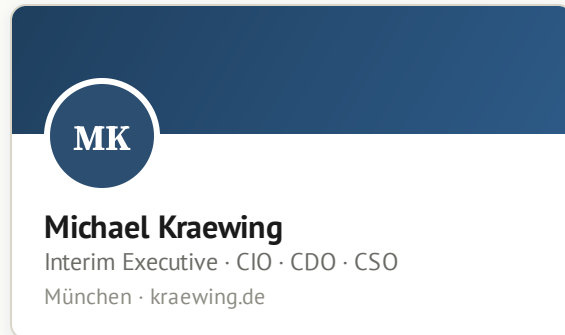 MK
Michael Kraewing
Interim Executive · CIO · CDO · CSO
München · kraewing.de